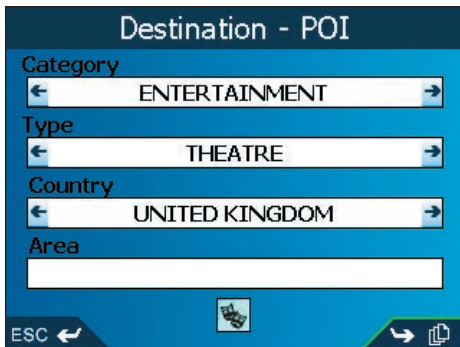 Destination - POI
Category
ENTERTAINMENT
Type
THEATRE
Country
UNITED KINGDOM
Area
ESC